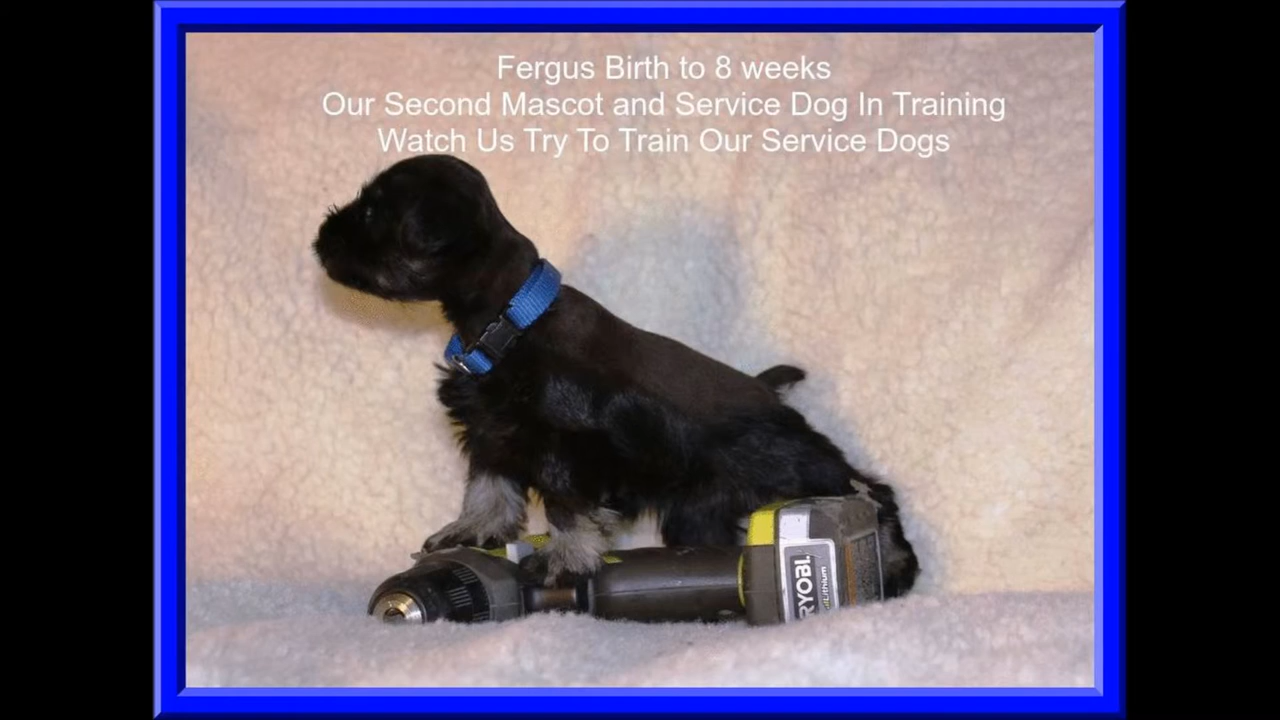 Fergus Birth to 8 weeks
Our Second Mascot and Service Dog In Training
Watch Us Try To Train Our Service Dogs
RYOBI
Lithium